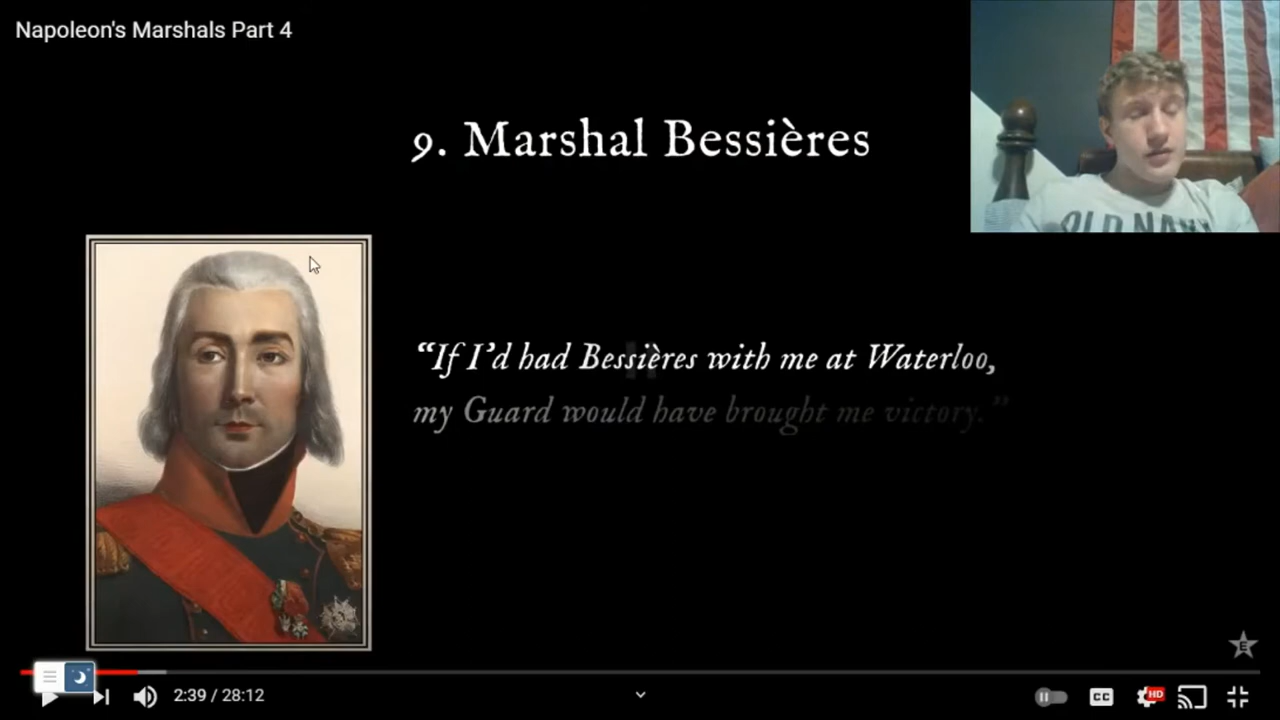 Napoleon's Marshals Part 4
9. Marshal Bessières
OLD NAVY
“If I’d had Bessières with me at Waterloo,
my Guard would have brought me victory.”
E
2:39 / 28:12
CC
HD